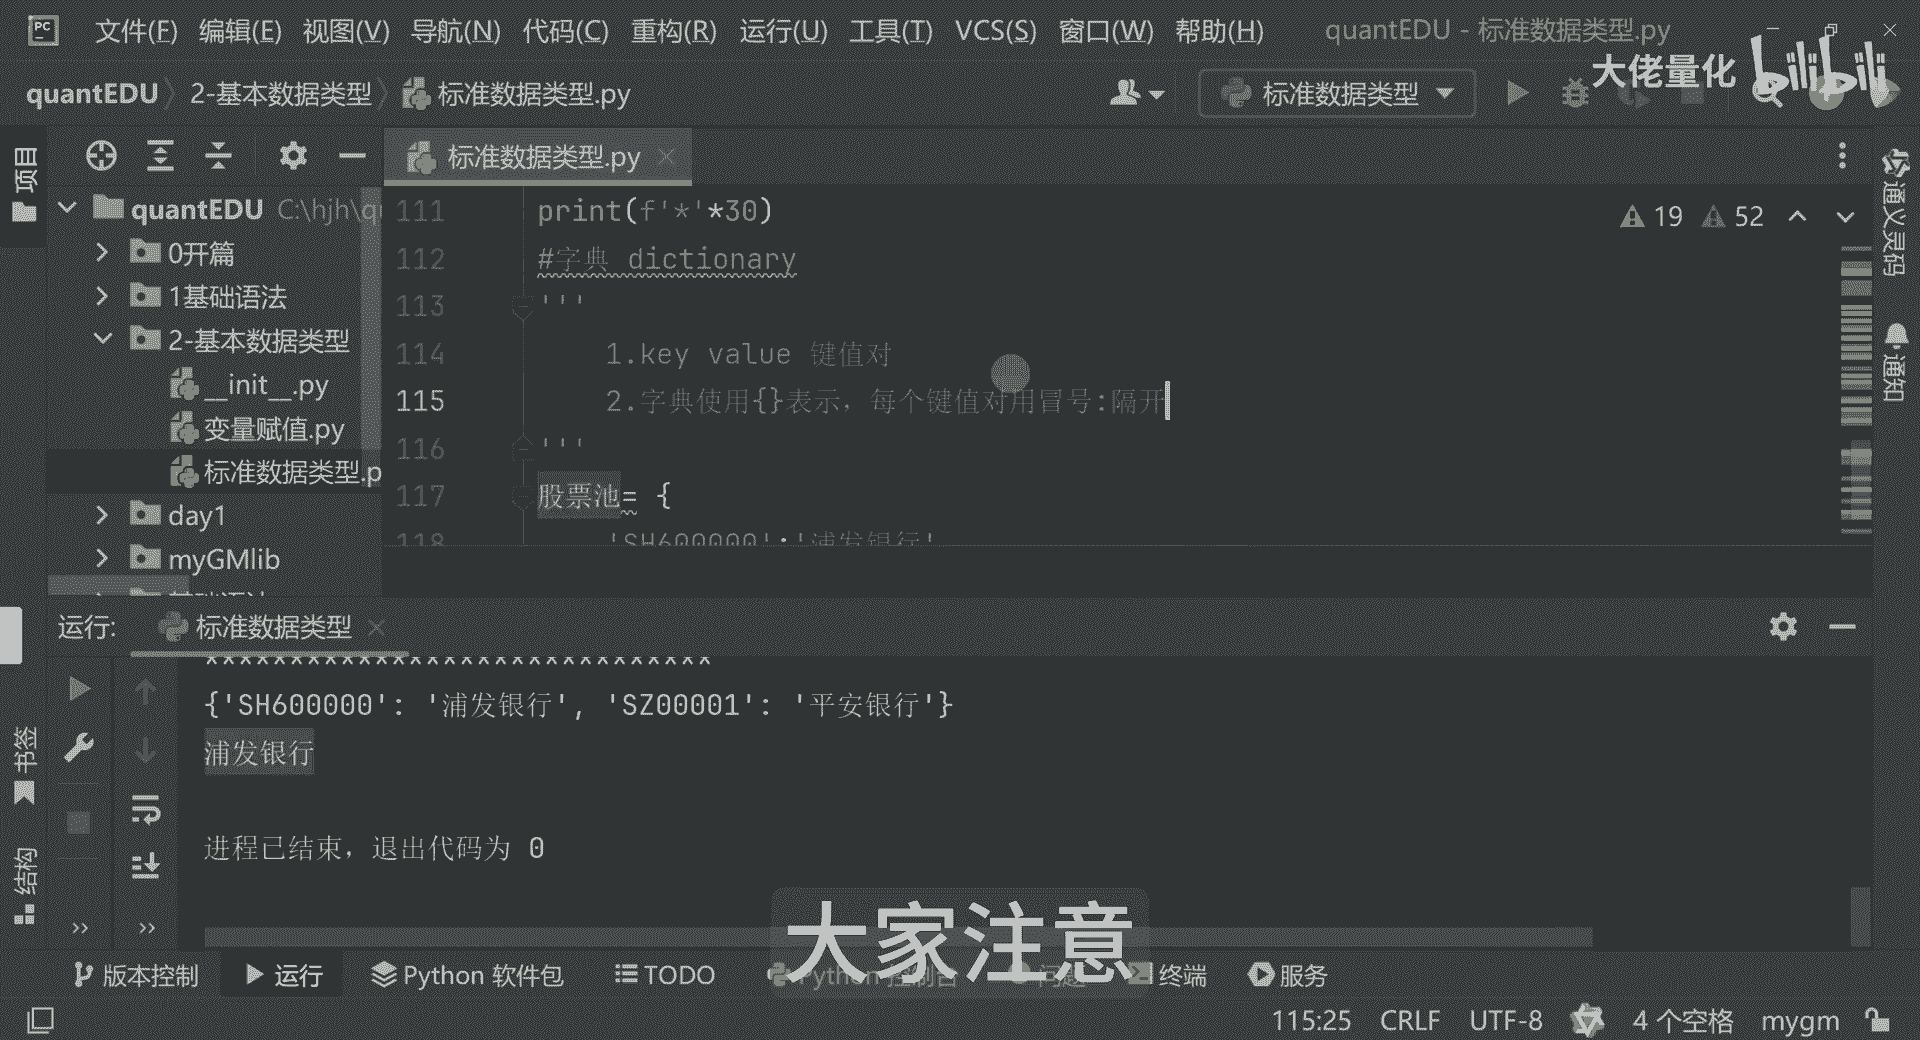 文件(F) 编辑(E) 视图(V) 导航(N) 代码(C) 重构(R) 运行(U) 工具(T) VCS(S) 窗口(W) 帮助(H) quantEDU - 标准数据类型.py
大佬量化 bilibili
quantEDU 2-基本数据类型 标准数据类型.py 标准数据类型
项目
标准数据类型.py
quantEDU C:\hjh\q
0开篇
1基础语法
2-基本数据类型
__init__.py
变量赋值.py
标准数据类型.p
day1
myGMlib
111 print(f'*'*30)
112 #字典 dictionary
113 '''
114 1.key value 键值对
115 2.字典使用{}表示，每个键值对用冒号:隔开
116 '''
117 股票池= {
118 'SH600000':'浦发银行'
19 52
通义灵码
通知
运行: 标准数据类型
{'SH600000': '浦发银行', 'SZ00001': '平安银行'}
浦发银行
进程已结束，退出代码为 0
书签
结构
大家注意
版本控制 运行 Python 软件包 TODO Python 控制台 问题 终端 服务
115:25 CRLF UTF-8 4 个空格 mygm